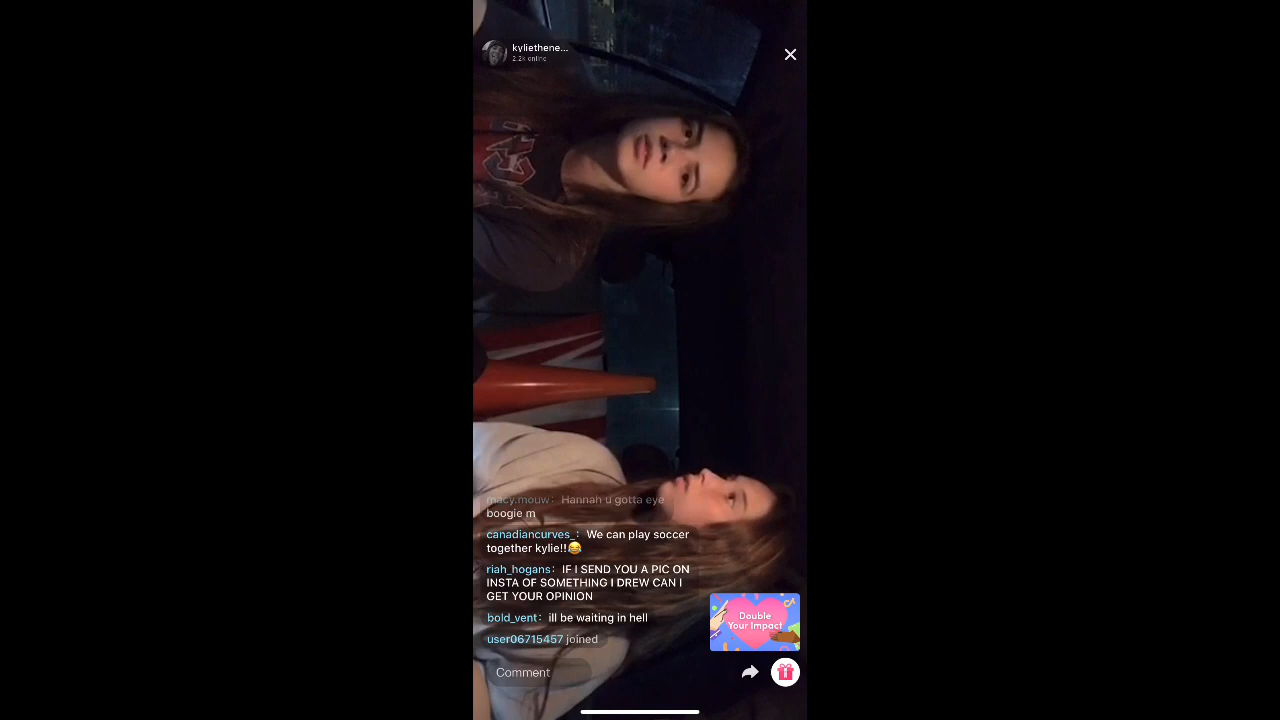 kyliethene...
2.2k online
macy.mouw: Hannah u gotta eye
boogie m
canadiancurves_: We can play soccer
together kylie!!😂
riah_hogans: IF I SEND YOU A PIC ON
INSTA OF SOMETHING I DREW CAN I
GET YOUR OPINION
bold_vent: ill be waiting in hell
user06715457 joined
Double
Your Impact
Comment